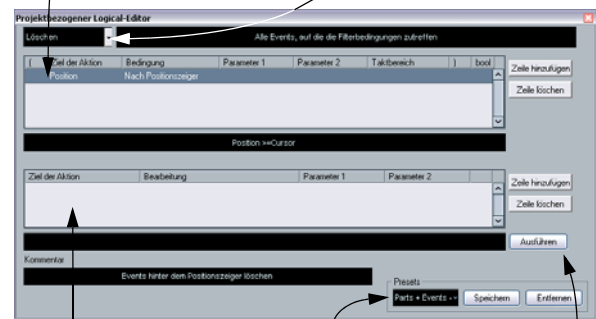 Projektbezogener Logical-Editor
Löschen Alle Events, auf die die Filterbedingungen zutreffen
( Ziel der Aktion Bedingung Parameter 1 Parameter 2 Taktbereich ) bool
Position Nach Positionszeiger
Zeile hinzufügen
Zeile löschen
Position >=Cursor
Ziel der Aktion Bearbeitung Parameter 1 Parameter 2
Zeile hinzufügen
Zeile löschen
Ausführen
Kommentar
Events hinter dem Positionszeiger löschen
Presets
Parts + Events - Speichern Entfernen